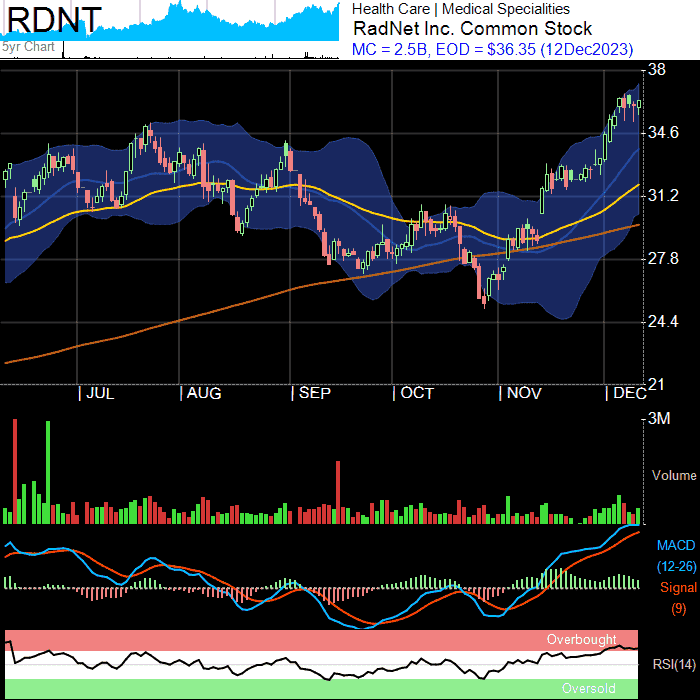 RDNT
5yr Chart
Health Care | Medical Specialities
RadNet Inc. Common Stock
MC = 2.5B, EOD = $36.35 (12Dec2023)
38
34.6
31.2
27.8
24.4
21
| JUL | AUG | SEP | OCT | NOV | DEC
3M
Volume
MACD
(12-26)
Signal
(9)
Overbought
RSI(14)
Oversold